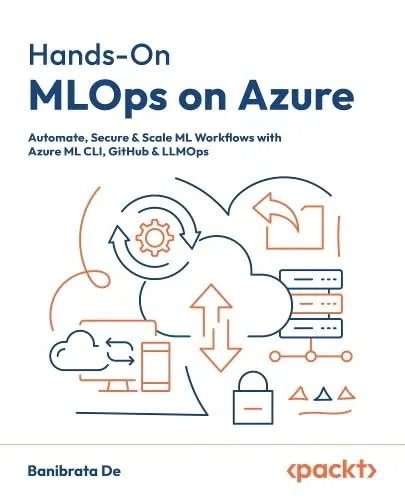 Hands-On
MLOps on Azure
Automate, Secure & Scale ML Workflows with
Azure ML CLI, GitHub & LLMOps
Banibrata De
<packt>